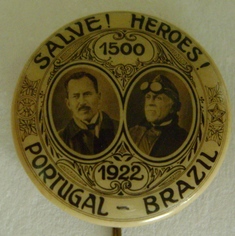 SALVE! HEROES!
1500
1922
PORTUGAL - BRAZIL